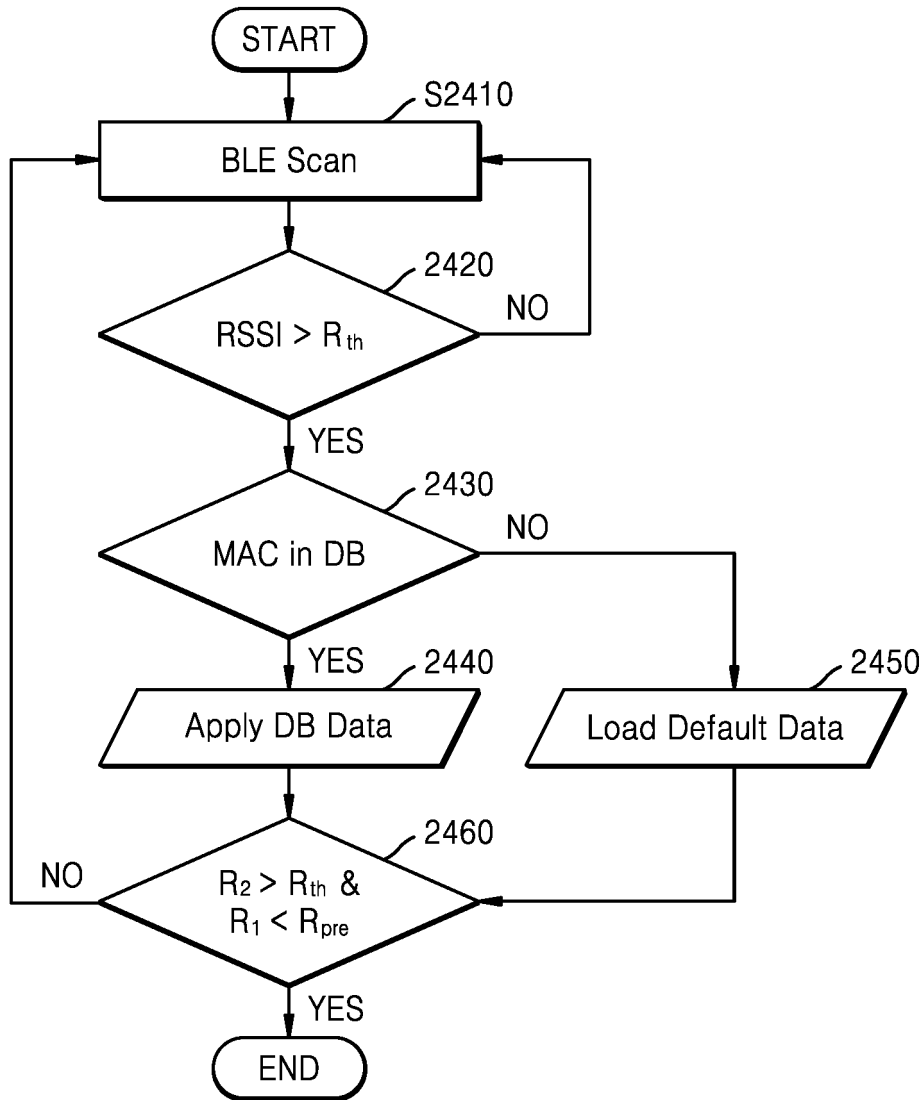 START
S2410
BLE Scan
2420
RSSI > Rth
NO
YES
2430
MAC in DB
NO
YES
2440
Apply DB Data
2450
Load Default Data
2460
R2 > Rth &
R1 < Rpre
NO
YES
END